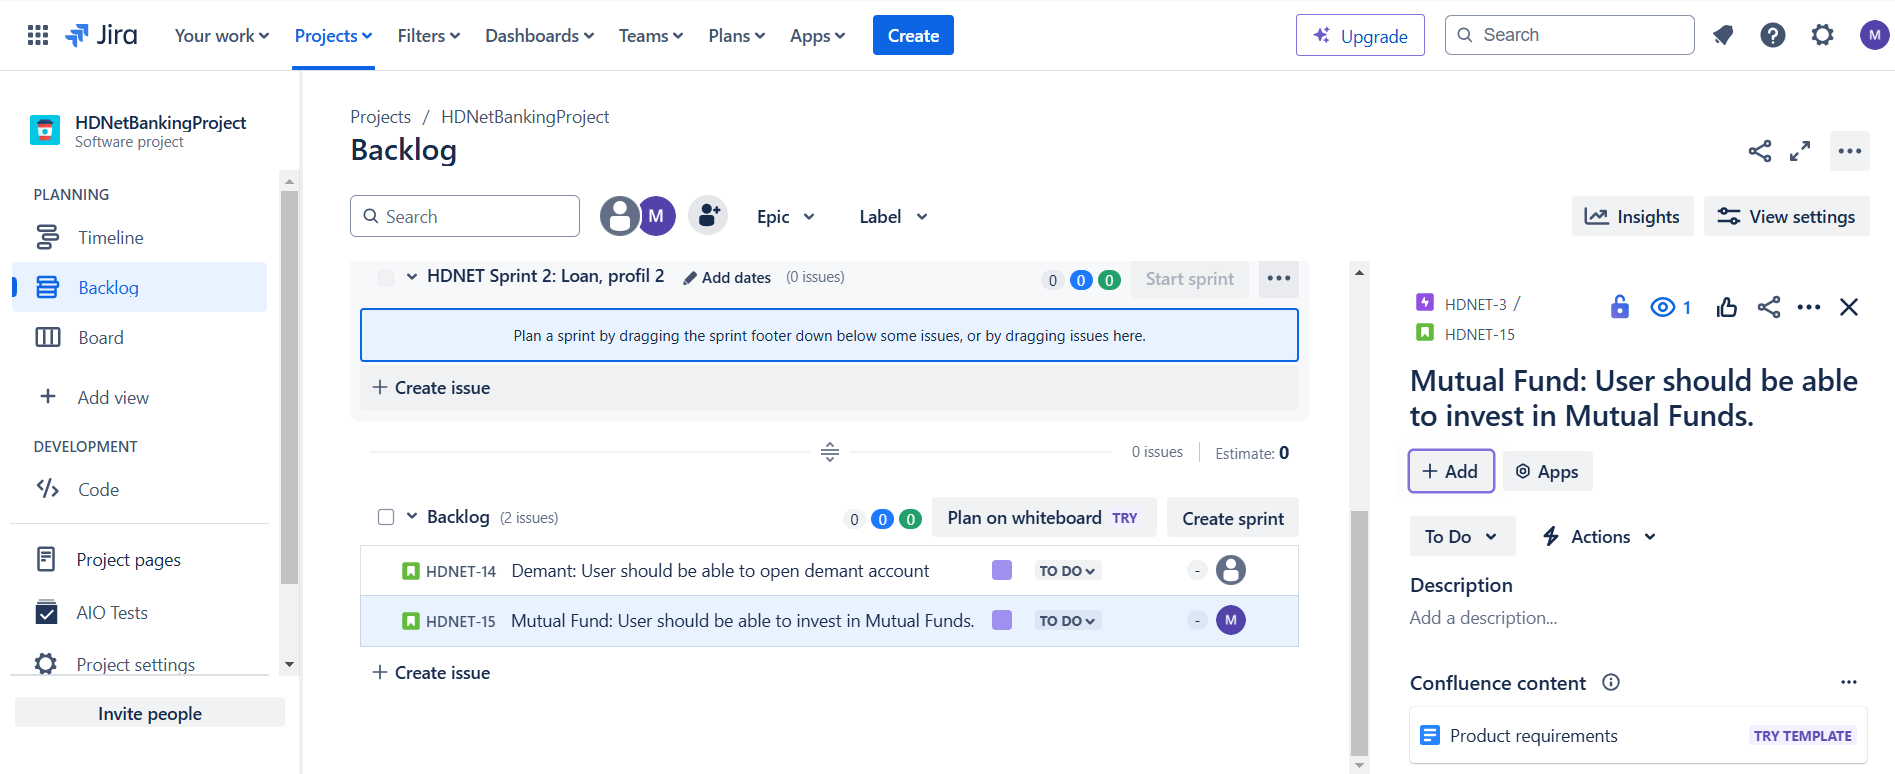 Jira
Your work
Projects
Filters
Dashboards
Teams
Plans
Apps
Create
Upgrade
Search
M
HDNetBankingProject
Software project
PLANNING
Timeline
Backlog
Board
Add view
DEVELOPMENT
Code
Project pages
AIO Tests
Project settings
Invite people
Projects / HDNetBankingProject
Backlog
Search
M
Epic
Label
Insights
View settings
HDNET Sprint 2: Loan, profil 2
Add dates
(0 issues)
0 0 0
Start sprint
Plan a sprint by dragging the sprint footer down below some issues, or by dragging issues here.
+ Create issue
0 issues
Estimate: 0
Backlog (2 issues)
0 0 0
Plan on whiteboard TRY
Create sprint
HDNET-14 Demant: User should be able to open demant account TO DO -
HDNET-15 Mutual Fund: User should be able to invest in Mutual Funds. TO DO - M
+ Create issue
HDNET-3 /
HDNET-15
1
Mutual Fund: User should be able
to invest in Mutual Funds.
+ Add
Apps
To Do
Actions
Description
Add a description...
Confluence content
Product requirements
TRY TEMPLATE